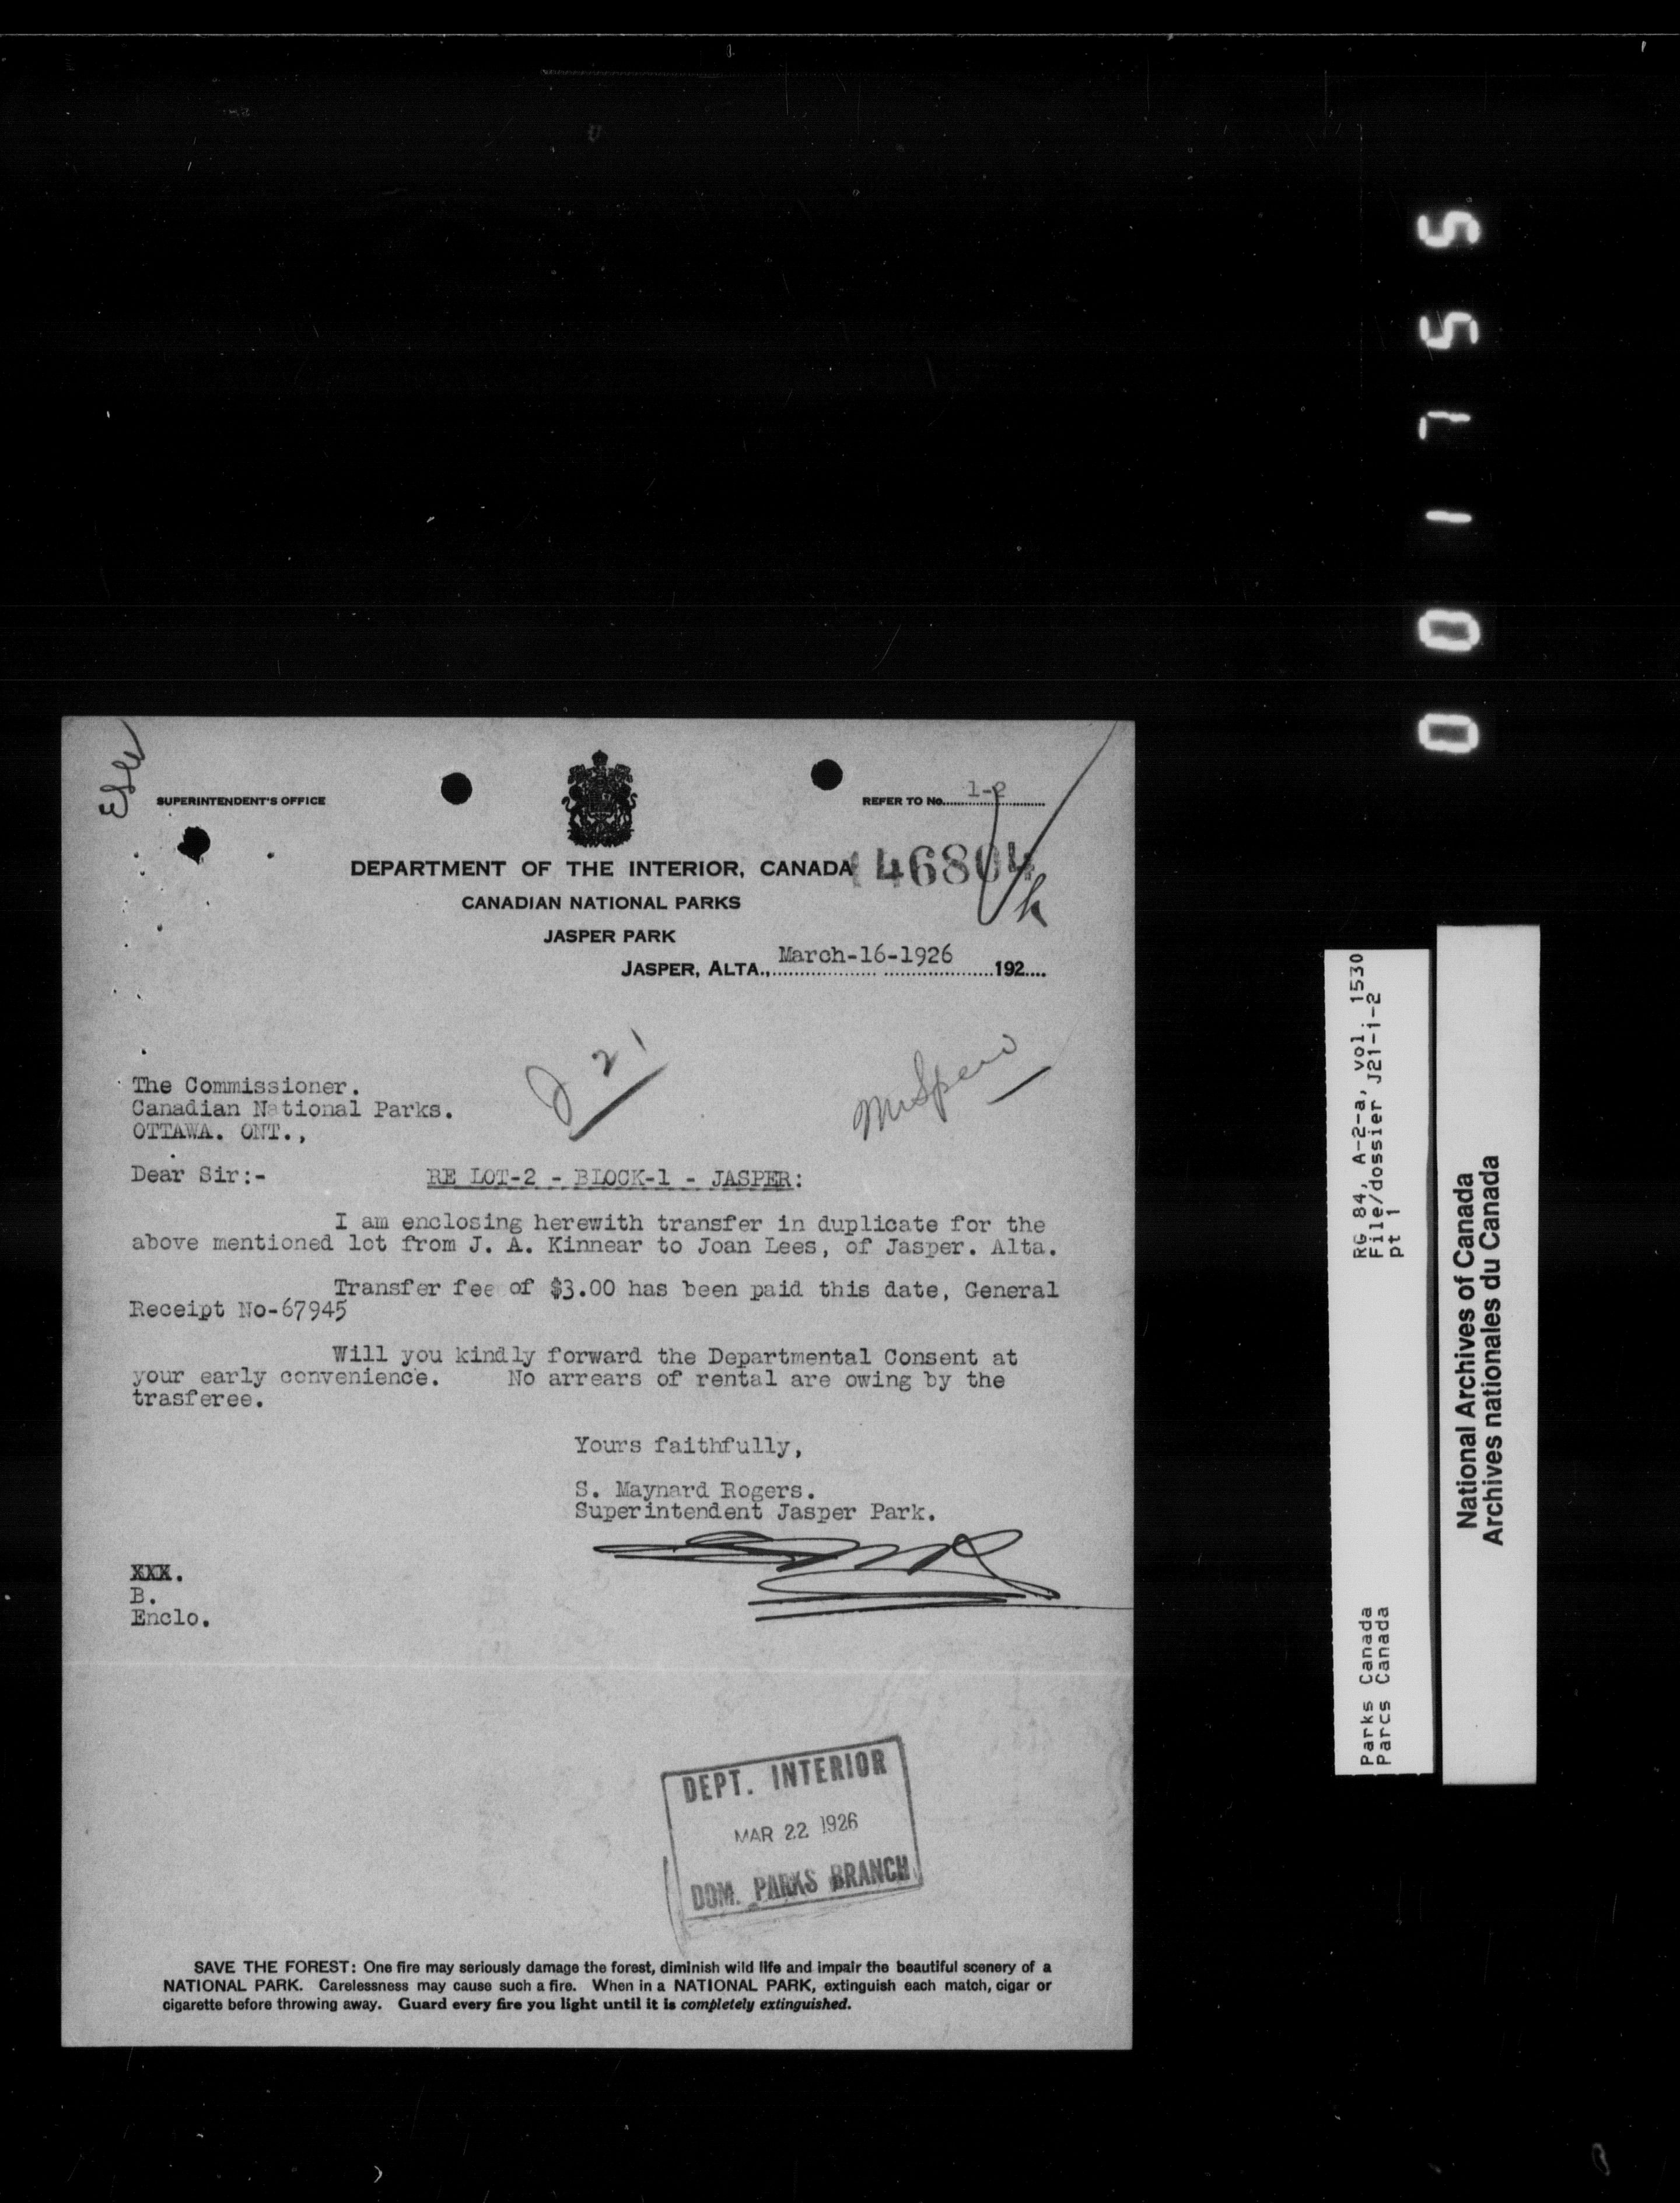 SUPERINTENDENT'S OFFICE
REFER TO No. 1-2
DEPARTMENT OF THE INTERIOR, CANADA
46804
CANADIAN NATIONAL PARKS
JASPER PARK
JASPER, ALTA., March-16-1926 192....
J 21
Mr Spero
The Commissioner.
Canadian National Parks.
OTTAWA. ONT.,
Dear Sir:- RE LOT-2 - BLOCK-1 - JASPER:
I am enclosing herewith transfer in duplicate for the
above mentioned lot from J. A. Kinnear to Joan Lees, of Jasper. Alta.
Transfer fee of $3.00 has been paid this date, General
Receipt No-67945
Will you kindly forward the Departmental Consent at
your early convenience. No arrears of rental are owing by the
trasferee.
Yours faithfully,
S. Maynard Rogers.
Superintendent Jasper Park.
XXX.
B.
Enclo.
DEPT. INTERIOR
MAR 22 1926
DOM. PARKS BRANCH
SAVE THE FOREST: One fire may seriously damage the forest, diminish wild life and impair the beautiful scenery of a
NATIONAL PARK. Carelessness may cause such a fire. When in a NATIONAL PARK, extinguish each match, cigar or
cigarette before throwing away. Guard every fire you light until it is completely extinguished.
001755
RG 84, A-2-a, vol. 1530
File/dossier J21-1-2
pt 1
Parks Canada
Parcs Canada
National Archives of Canada
Archives nationales du Canada